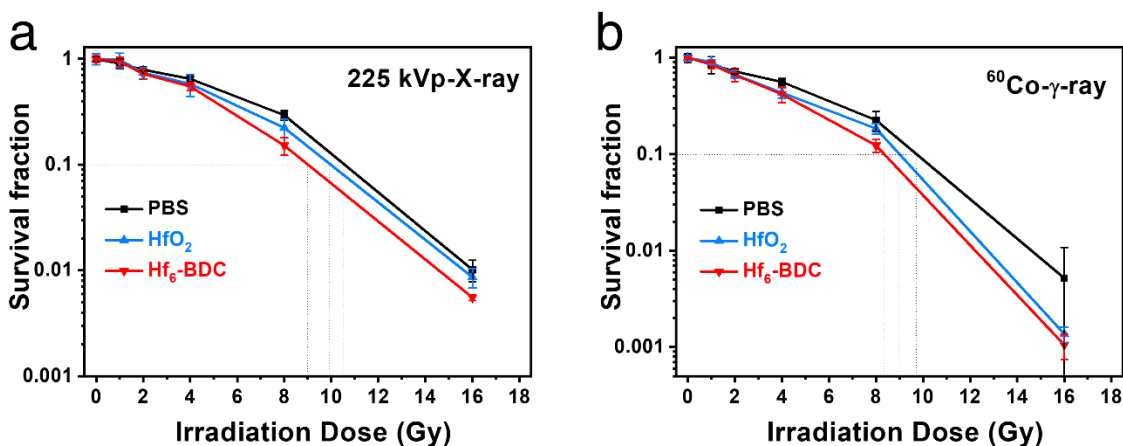 a
225 kVp-X-ray
Survival fraction
1
0.1
0.01
0.001
PBS
HfO₂
Hf₆-BDC
0 2 4 6 8 10 12 14 16 18
Irradiation Dose (Gy)
b
⁶⁰Co-γ-ray
Survival fraction
1
0.1
0.01
0.001
PBS
HfO₂
Hf₆-BDC
0 2 4 6 8 10 12 14 16 18
Irradiation Dose (Gy)